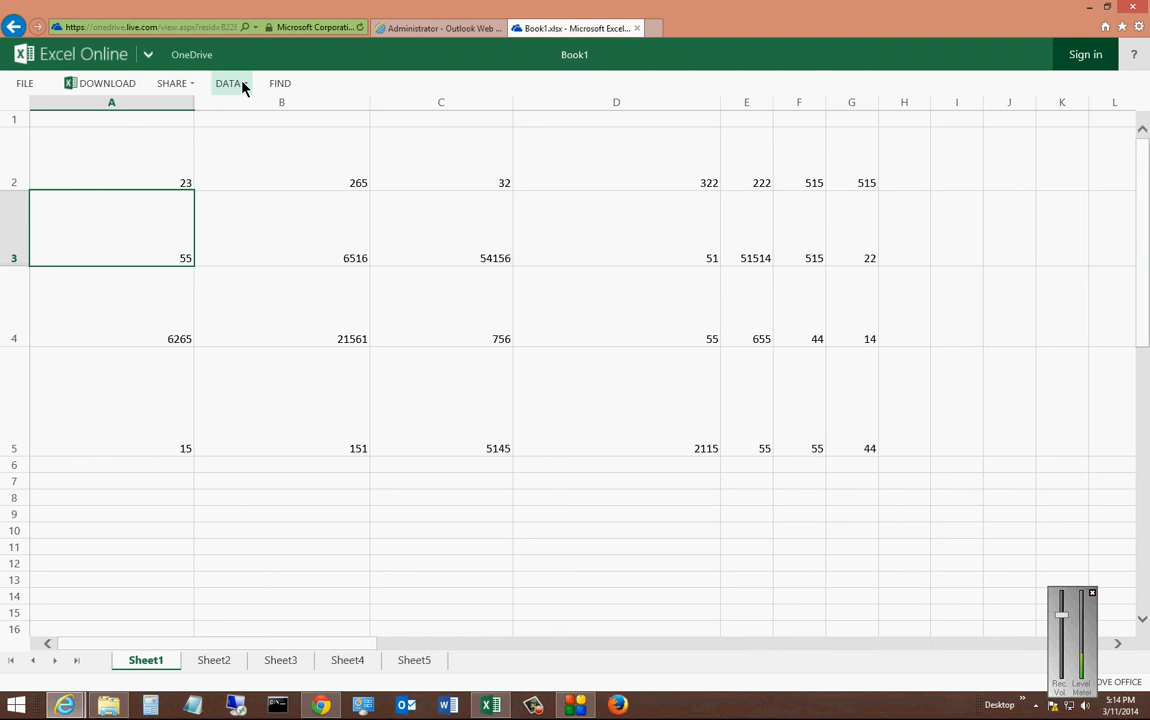 https://onedrive.live.com/view.aspx?resid=B22E Microsoft Corporati... Administrator - Outlook Web ... Book1.xlsx - Microsoft Excel...
Excel Online OneDrive Book1 Sign in ?
FILE DOWNLOAD SHARE DATA FIND
A B C D E F G H I J K L
1
2 23 265 32 322 222 515 515
3 55 6516 54156 51 51514 515 22
4 6265 21561 756 55 655 44 14
5 15 151 5145 2115 55 55 44
6
7
8
9
10
11
12
13
14
15
16
Sheet1 Sheet2 Sheet3 Sheet4 Sheet5
Rec. Vol. Level Meter
OVE OFFICE
Desktop 5:14 PM
3/11/2014